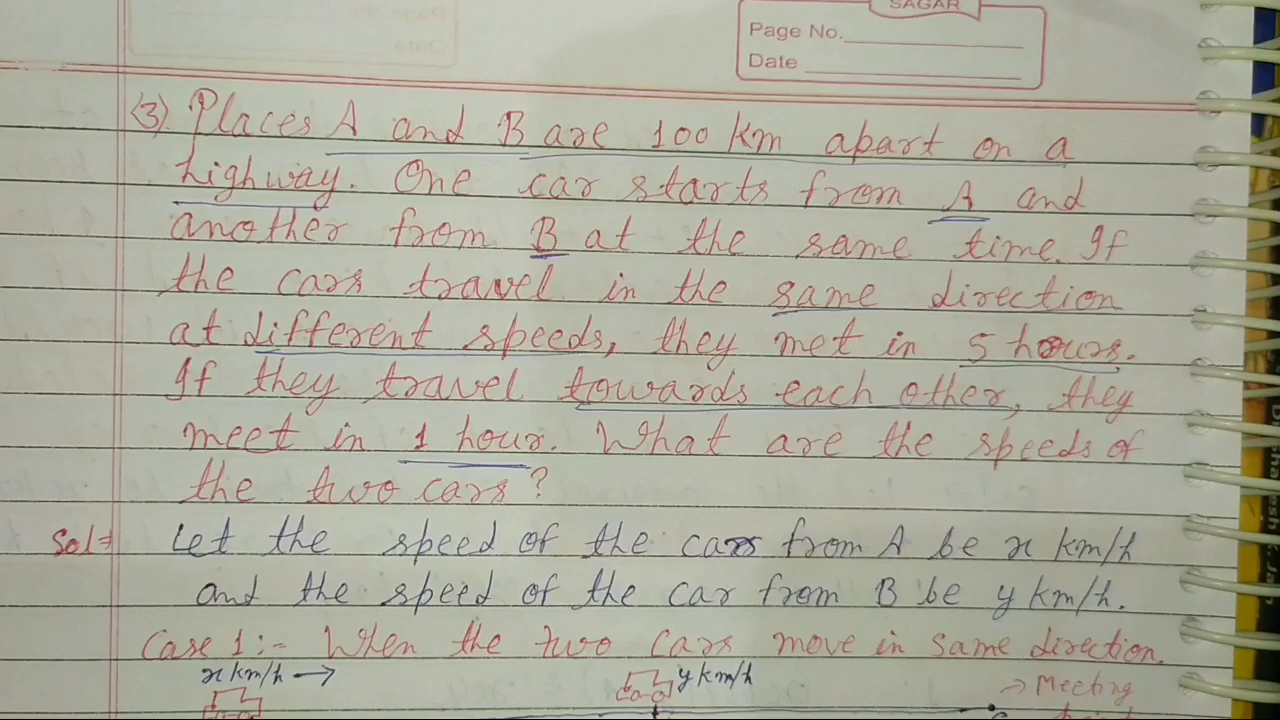 SAGAR
Page No.
Date
(3) Places A and B are 100 km apart on a
highway. One car starts from A and
another from B at the same time. If
the cars travel in the same direction
at different speeds, they met in 5 hours.
If they travel towards each other, they
meet in 1 hour. What are the speeds of
the two cars?
Sol= Let the speed of the cars from A be x km/h
and the speed of the car from B be y km/h.
Case 1:- When the two cars move in same direction.
x km/h → y km/h
→ Meeting